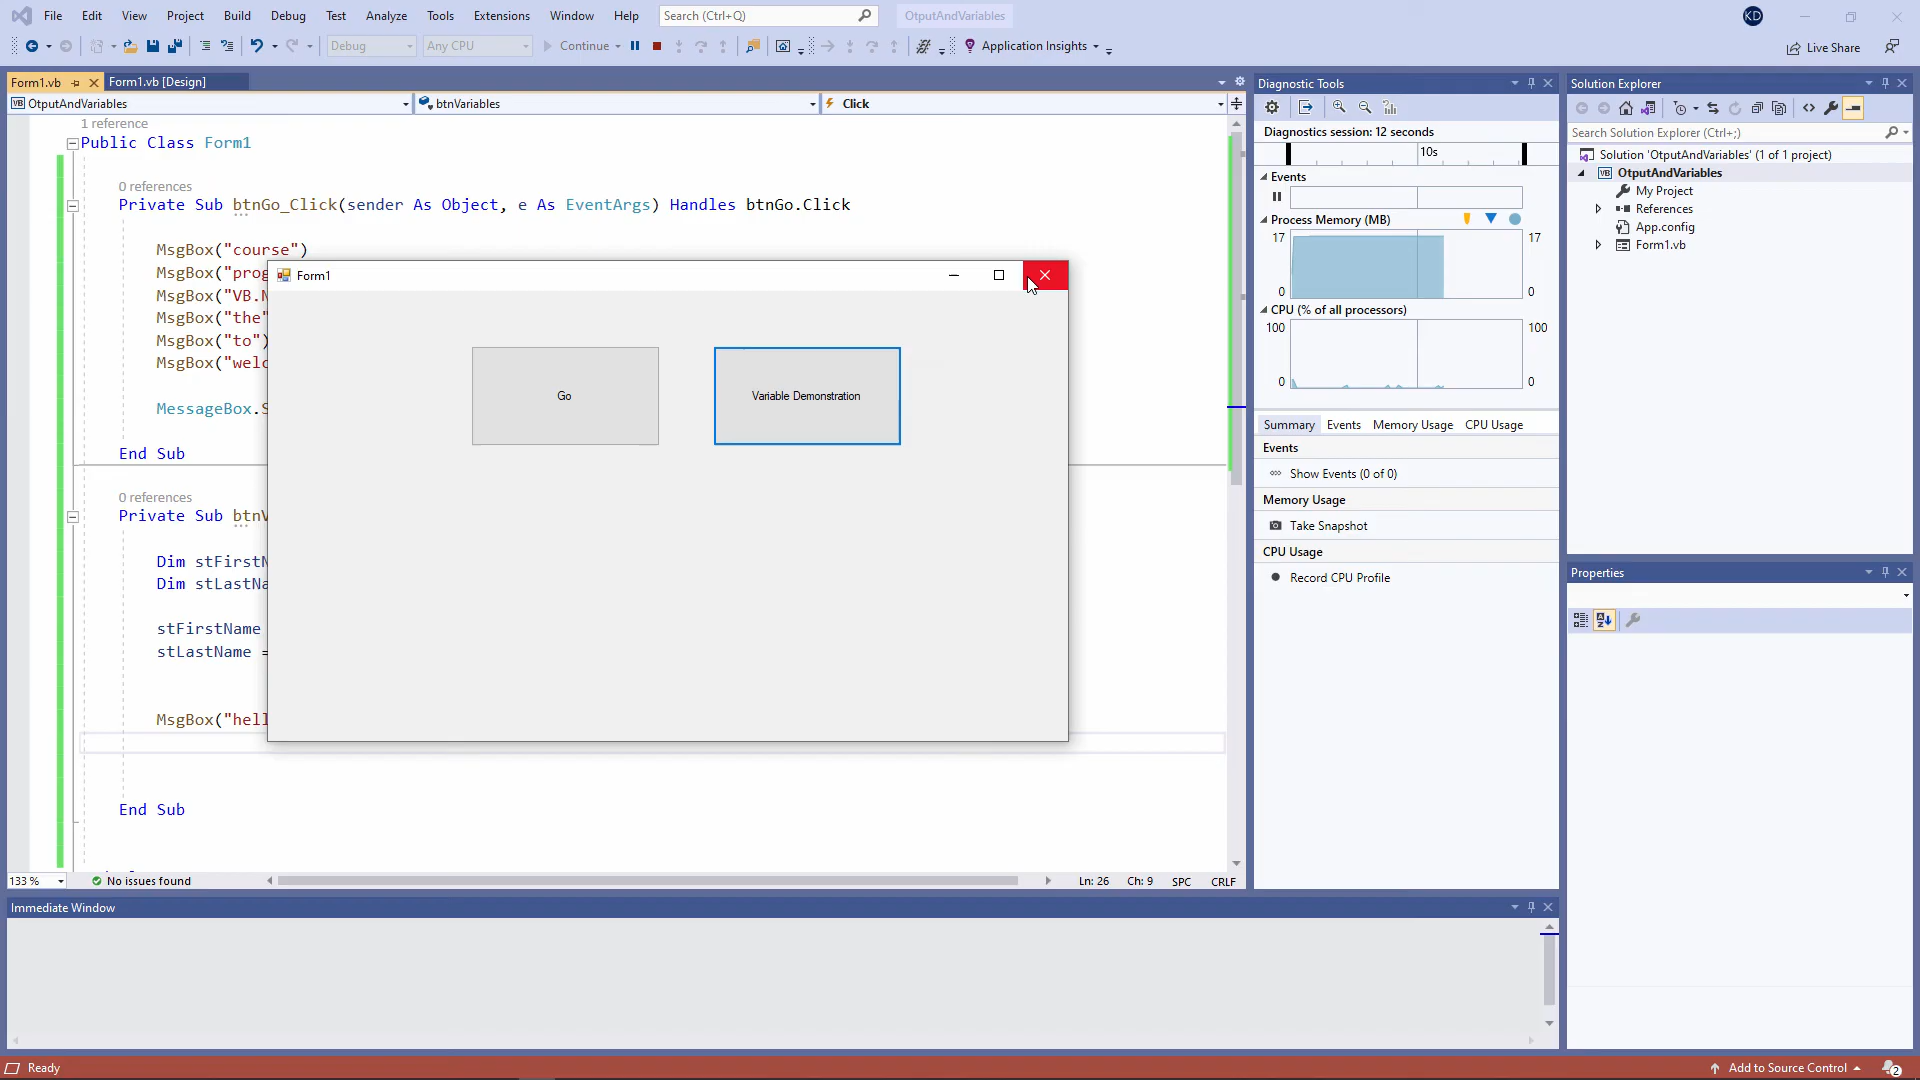 File Edit View Project Build Debug Test Analyze Tools Extensions Window Help Search (Ctrl+Q) OtputAndVariables KD
Debug Any CPU Continue Application Insights Live Share
Form1.vb Form1.vb [Design]
OtputAndVariables btnVariables Click
1 reference
Public Class Form1
0 references
Private Sub btnGo_Click(sender As Object, e As EventArgs) Handles btnGo.Click
MsgBox("course")
MsgBox("prog
MsgBox("VB.N
MsgBox("the"
MsgBox("to")
MsgBox("welc
MessageBox.S
End Sub
0 references
Private Sub btnV
Dim stFirstN
Dim stLastNa
stFirstName
stLastName =
MsgBox("hell
End Sub
133 % No issues found Ln: 26 Ch: 9 SPC CRLF
Form1
Go
Variable Demonstration
Diagnostic Tools
Diagnostics session: 12 seconds
10s
Events
Process Memory (MB)
17 17
0 0
CPU (% of all processors)
100 100
0 0
Summary Events Memory Usage CPU Usage
Events
Show Events (0 of 0)
Memory Usage
Take Snapshot
CPU Usage
Record CPU Profile
Solution Explorer
Search Solution Explorer (Ctrl+;)
Solution 'OtputAndVariables' (1 of 1 project)
VB OtputAndVariables
My Project
References
App.config
Form1.vb
Properties
Immediate Window
Ready Add to Source Control 2